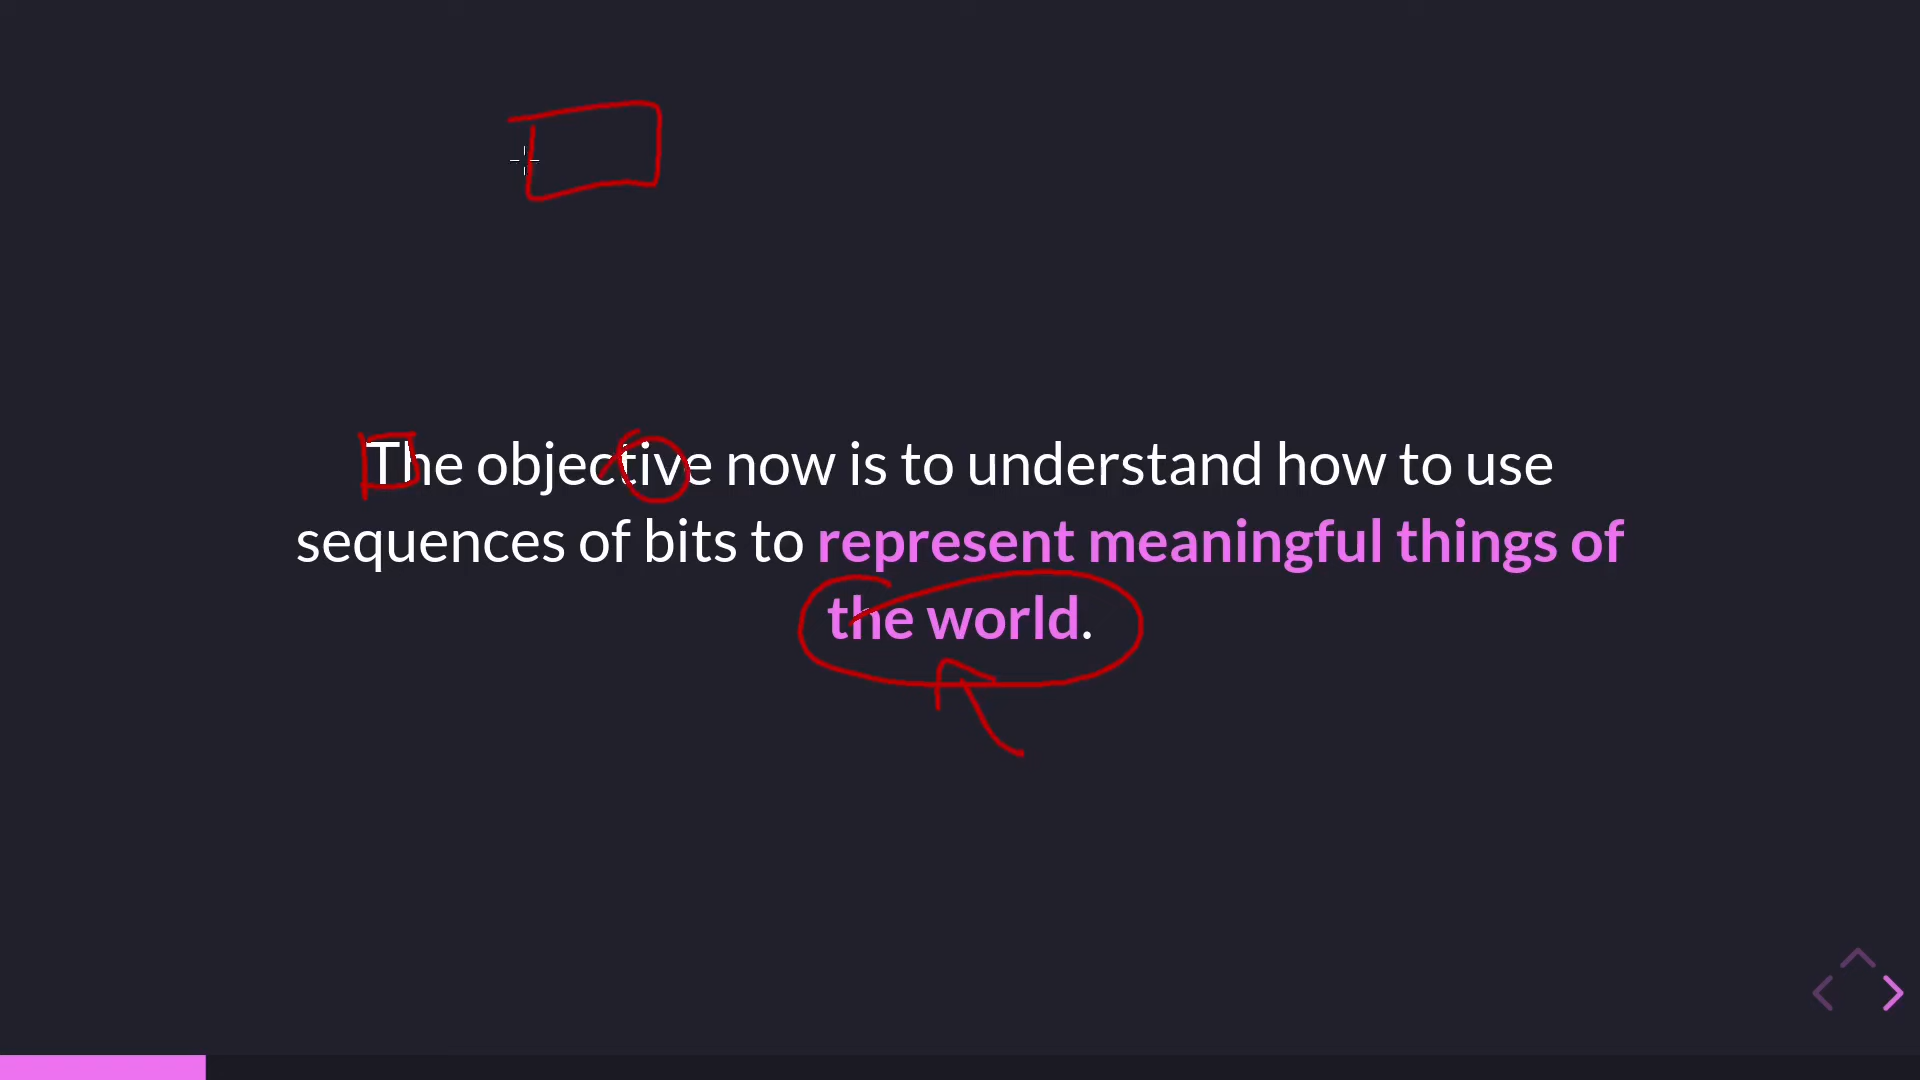 The objective now is to understand how to use
sequences of bits to represent meaningful things of
the world.